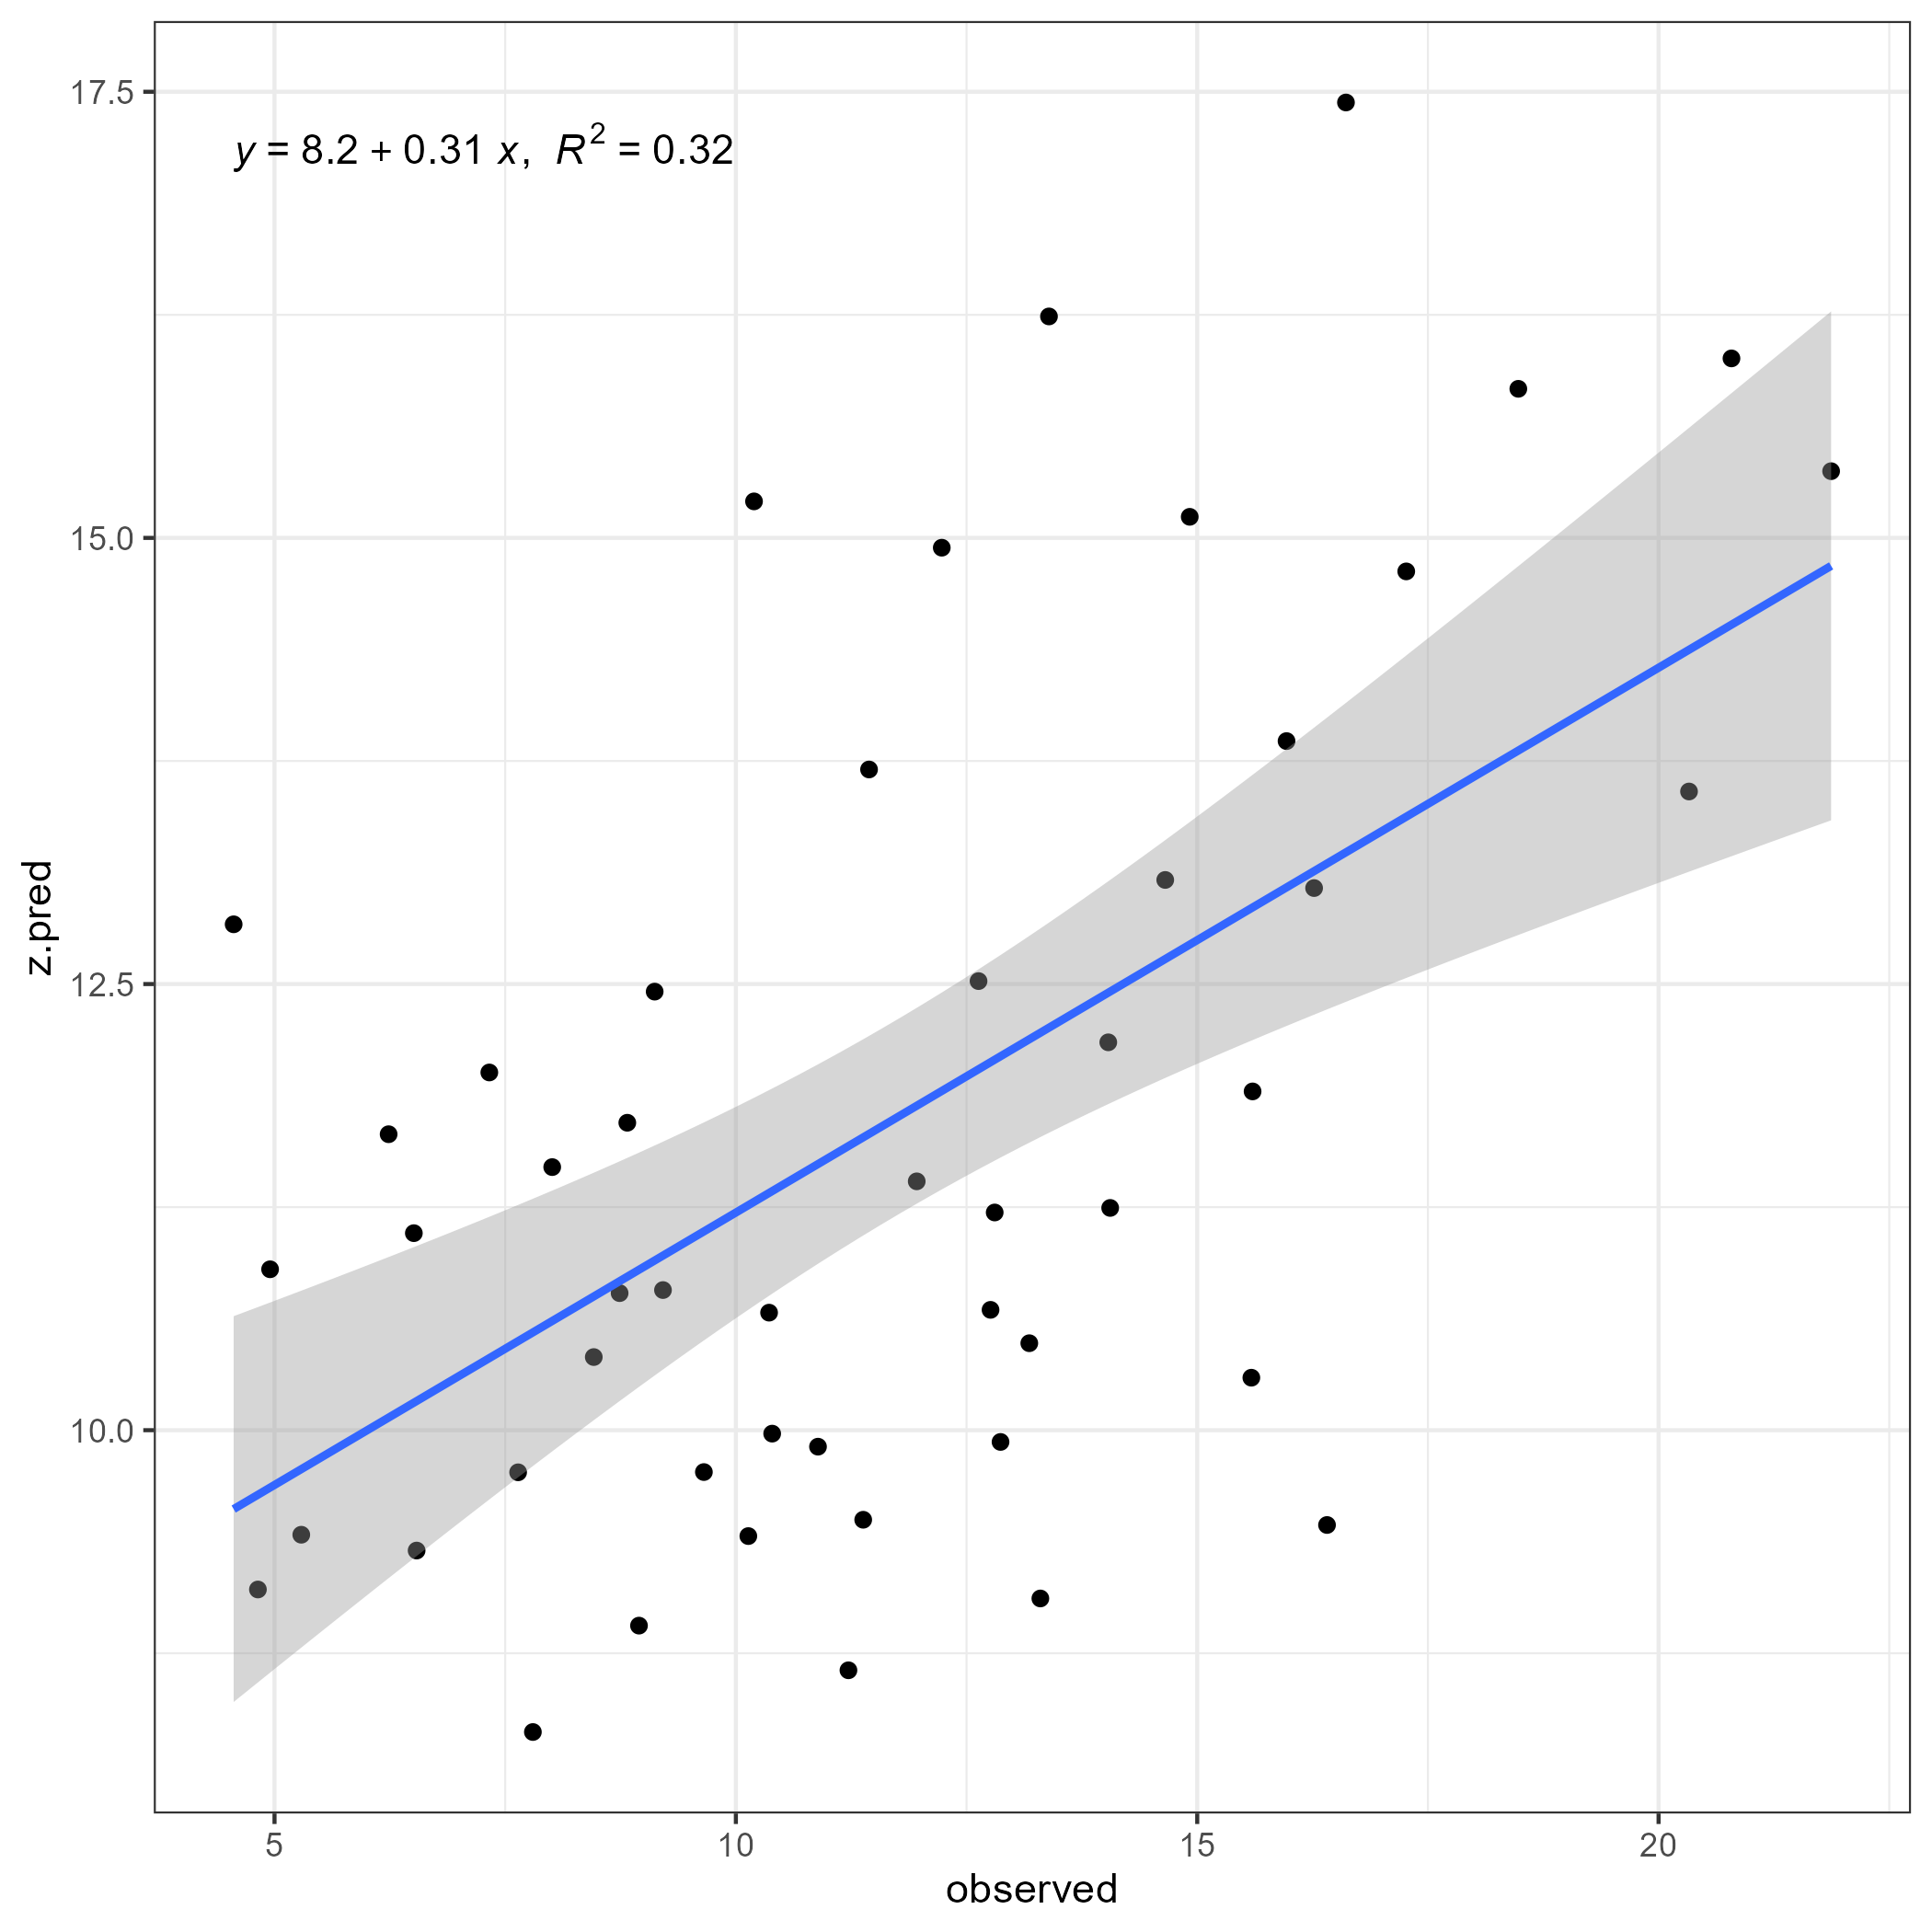 y = 8.2 + 0.31 x, R² = 0.32
17.5
15.0
12.5
10.0
z.pred
5 10 15 20
observed